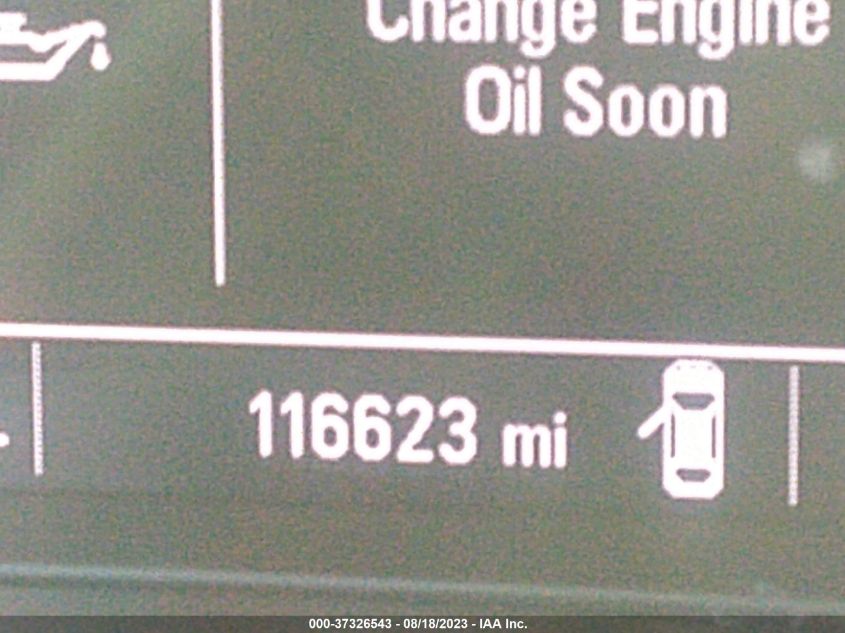 Change Engine
Oil Soon
116623 mi
000-37326543 - 08/18/2023 - IAA Inc.